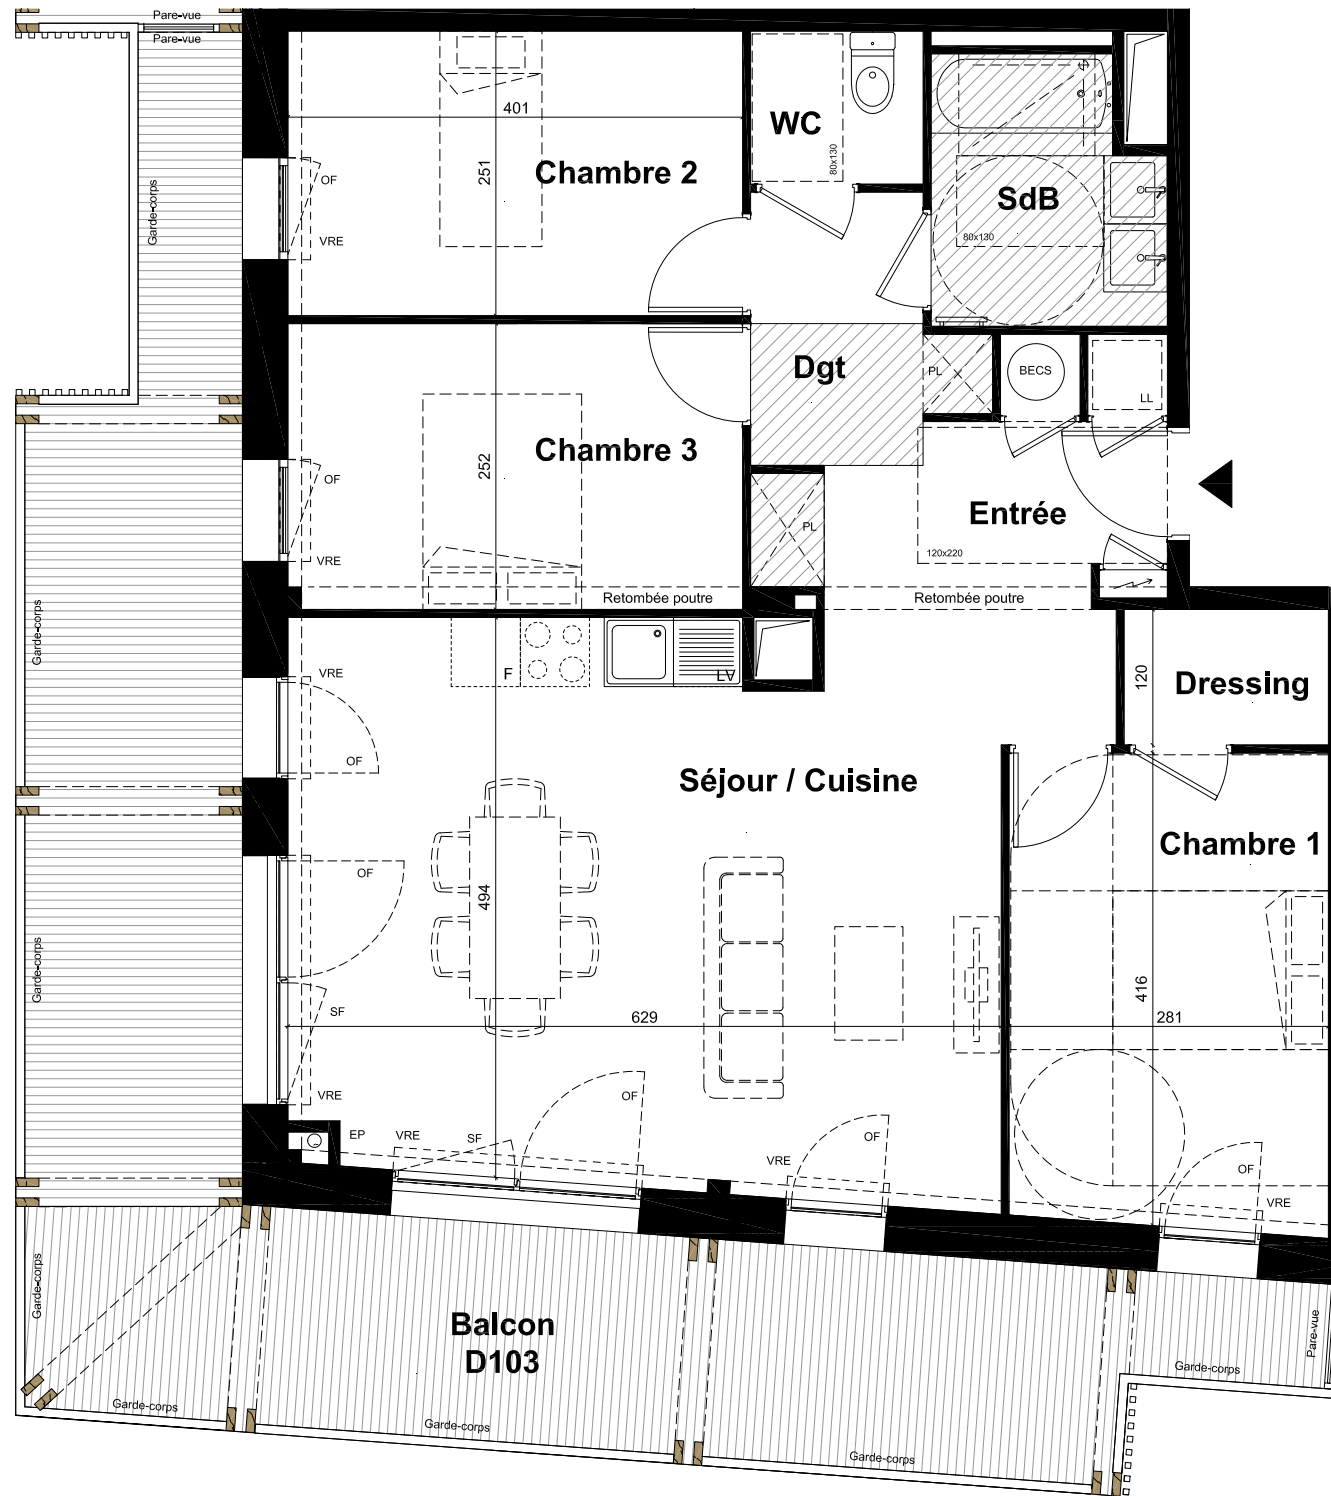 Pare-vue
Pare-vue
401
251
Chambre 2
WC
80x130
SdB
80x130
OF
VRE
Garde-corps
Dgt
PL
BECS
LL
Chambre 3
252
OF
VRE
PL
Entrée
120x220
Retombée poutre
Retombée poutre
Garde-corps
VRE
F
LV
OF
120
Dressing
Séjour / Cuisine
Chambre 1
OF
494
Garde-corps
SF
629
416
281
VRE
EP
VRE
SF
OF
VRE
OF
OF
VRE
Garde-corps
Balcon
D103
Pare-vue
Garde-corps
Garde-corps
Garde-corps
Garde-corps